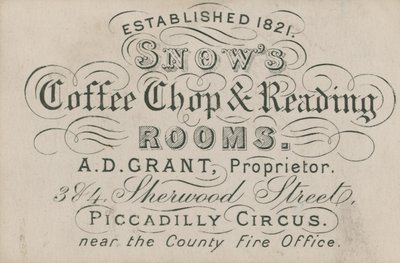 ESTABLISHED 1821.
SNOW'S
Coffee Chop & Reading
ROOMS.
A.D. GRANT, Proprietor.
3 & 4. Sherwood Street,
PICCADILLY CIRCUS.
near the County Fire Office.